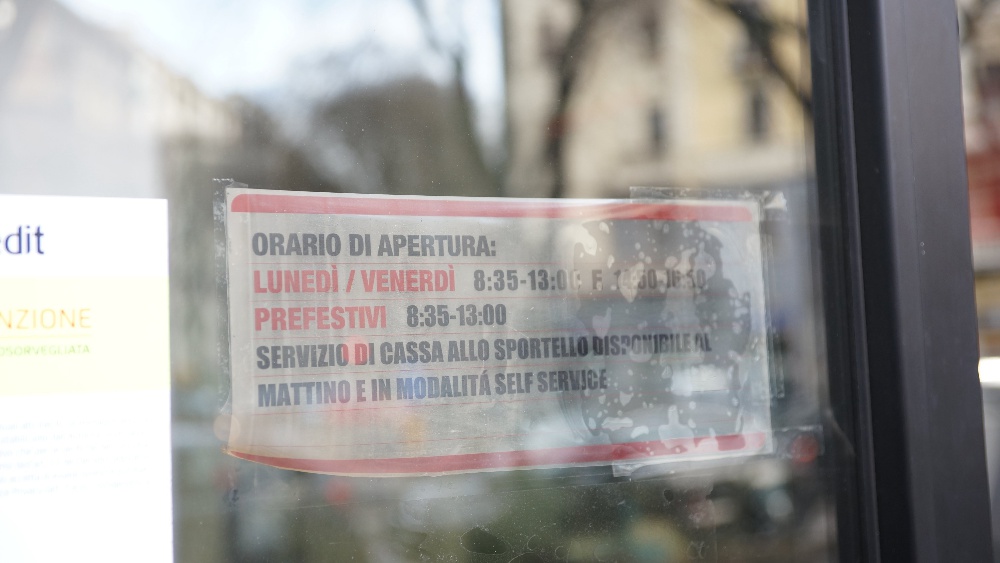 dit
NZIONE
OSORVEGLIATA
ORARIO DI APERTURA:
LUNEDÌ / VENERDÌ 8:35-13:00
PREFESTIVI 8:35-13:00
SERVIZIO DI CASSA ALLO SPORTELLO DISPONIBILE AL
MATTINO E IN MODALITÁ SELF SERVICE